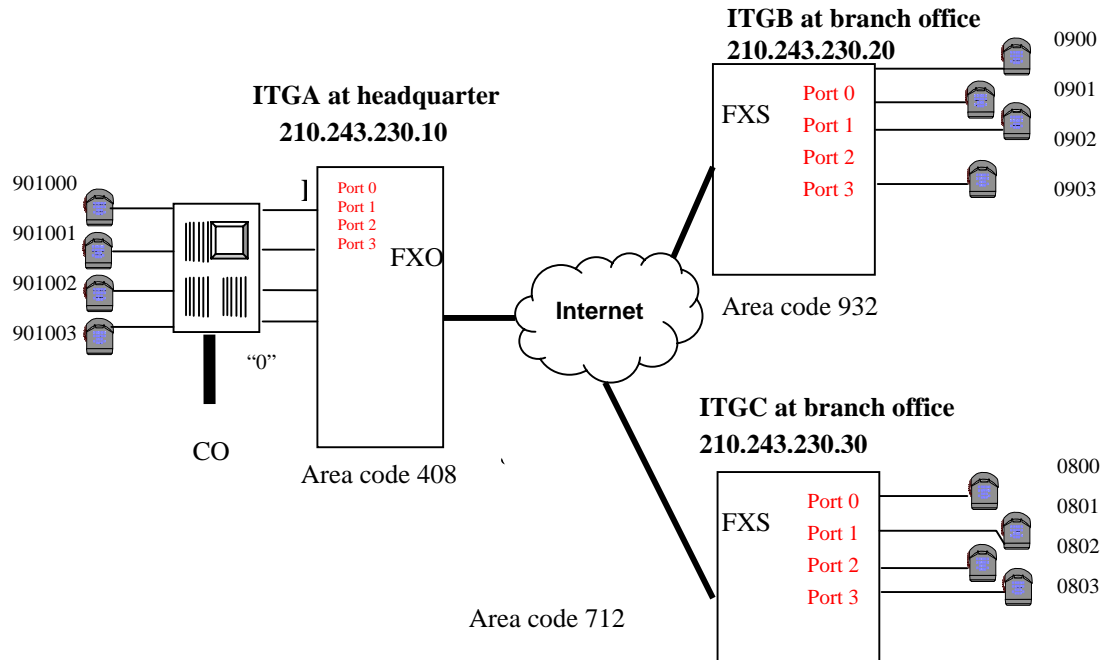 ITGA at headquarter
210.243.230.10
901000
901001
901002
901003
]
Port 0
Port 1
Port 2
Port 3
FXO
“0”
CO
Area code 408
Internet
ITGB at branch office
210.243.230.20
FXS
Port 0
Port 1
Port 2
Port 3
0900
0901
0902
0903
Area code 932
ITGC at branch office
210.243.230.30
FXS
Port 0
Port 1
Port 2
Port 3
0800
0801
0802
0803
Area code 712